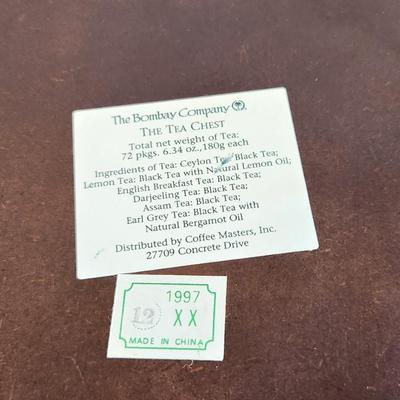 The Bombay Company
THE TEA CHEST
Total net weight of Tea:
72 pkgs. 6.34 oz.,180g each
Ingredients of Tea: Ceylon Tea: Black Tea;
Lemon Tea: Black Tea with Natural Lemon Oil;
English Breakfast Tea: Black Tea;
Darjeeling Tea: Black Tea;
Assam Tea: Black Tea;
Earl Grey Tea: Black Tea with
Natural Bergamot Oil
Distributed by Coffee Masters, Inc.
27709 Concrete Drive
1997
12 XX
MADE IN CHINA